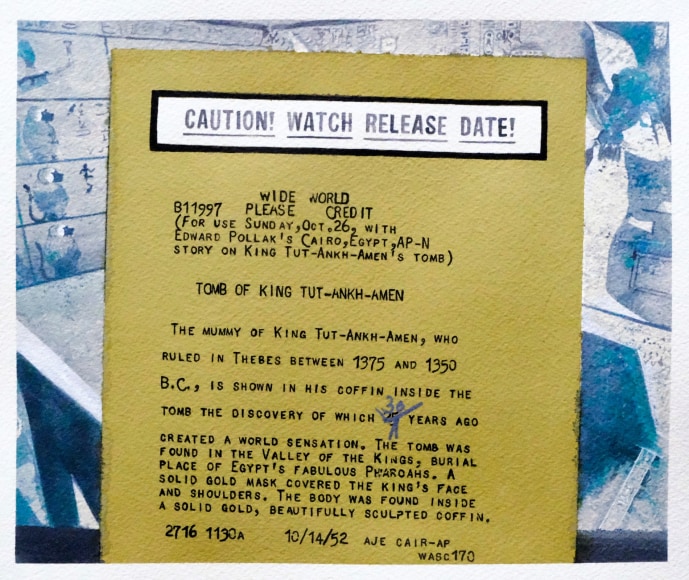 CAUTION! WATCH RELEASE DATE!
WIDE WORLD
B11997 PLEASE CREDIT
(FOR USE SUNDAY, OCT.26, WITH
EDWARD POLLAK'S CAIRO, EGYPT, AP-N
STORY ON KING TUT-ANKH-AMEN'S TOMB)
TOMB OF KING TUT-ANKH-AMEN
THE MUMMY OF KING TUT-ANKH-AMEN, WHO
RULED IN THEBES BETWEEN 1375 AND 1350
B.C., IS SHOWN IN HIS COFFIN INSIDE THE
TOMB THE DISCOVERY OF WHICH 30 YEARS AGO
CREATED A WORLD SENSATION. THE TOMB WAS
FOUND IN THE VALLEY OF THE KINGS, BURIAL
PLACE OF EGYPT'S FABULOUS PHAROAHS. A
SOLID GOLD MASK COVERED THE KING'S FACE
AND SHOULDERS. THE BODY WAS FOUND INSIDE
A SOLID GOLD, BEAUTIFULLY SCULPTED COFFIN.
2716 1130A 10/14/52 AJE CAIR-AP
WASC170